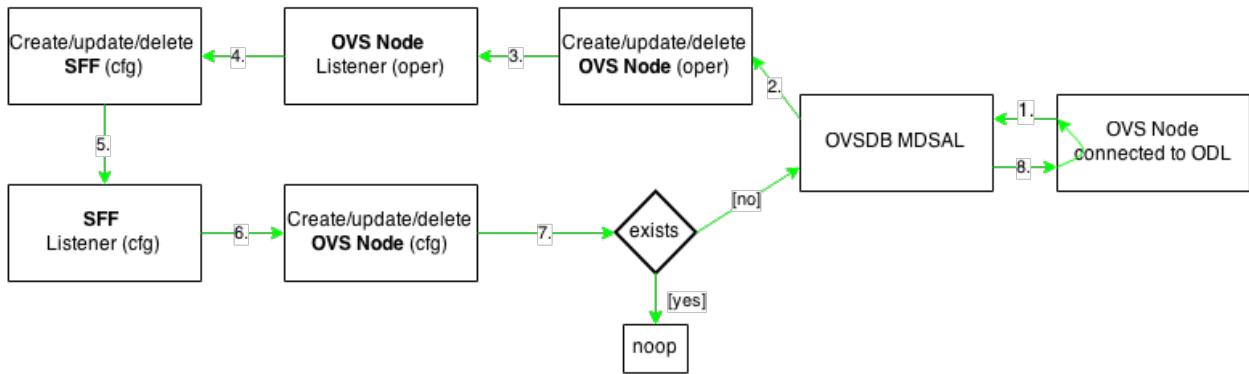 Create/update/delete
SFF (cfg)
4.
OVS Node
Listener (oper)
3.
Create/update/delete
OVS Node (oper)
2.
OVSDB MDSAL
1.
8.
OVS Node
connected to ODL
5.
SFF
Listener (cfg)
6.
Create/update/delete
OVS Node (cfg)
7.
exists
[no]
[yes]
noop